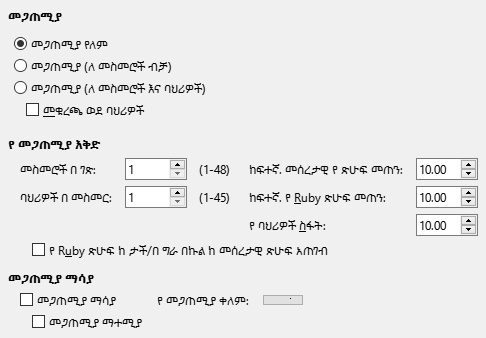 መጋጠሚያ
መጋጠሚያ የለም
መጋጠሚያ (ለ መስመሮች ብቻ)
መጋጠሚያ (ለ መስመሮች እና ባህሪዎች)
መቁረጫ ወደ ባህሪዎች
የ መጋጠሚያ እቅድ
መስመሮች በ ገጽ: 1 (1-48) ከፍተኛ. መሰረታዊ የ ጽሁፍ መጠን: 10.00
ባህሪዎች በ መስመር: 1 (1-45) ከፍተኛ. የ Ruby ጽሁፍ መጠን: 10.00
የ ባህሪዎች ስፋት: 10.00
የ Ruby ጽሁፍ ከ ታች/በ ግራ በኩል ከ መሰረታዊ ጽሁፍ አጠገብ
መጋጠሚያ ማሳያ
መጋጠሚያ ማሳያ የ መጋጠሚያ ቀለም:
መጋጠሚያ ማተሚያ